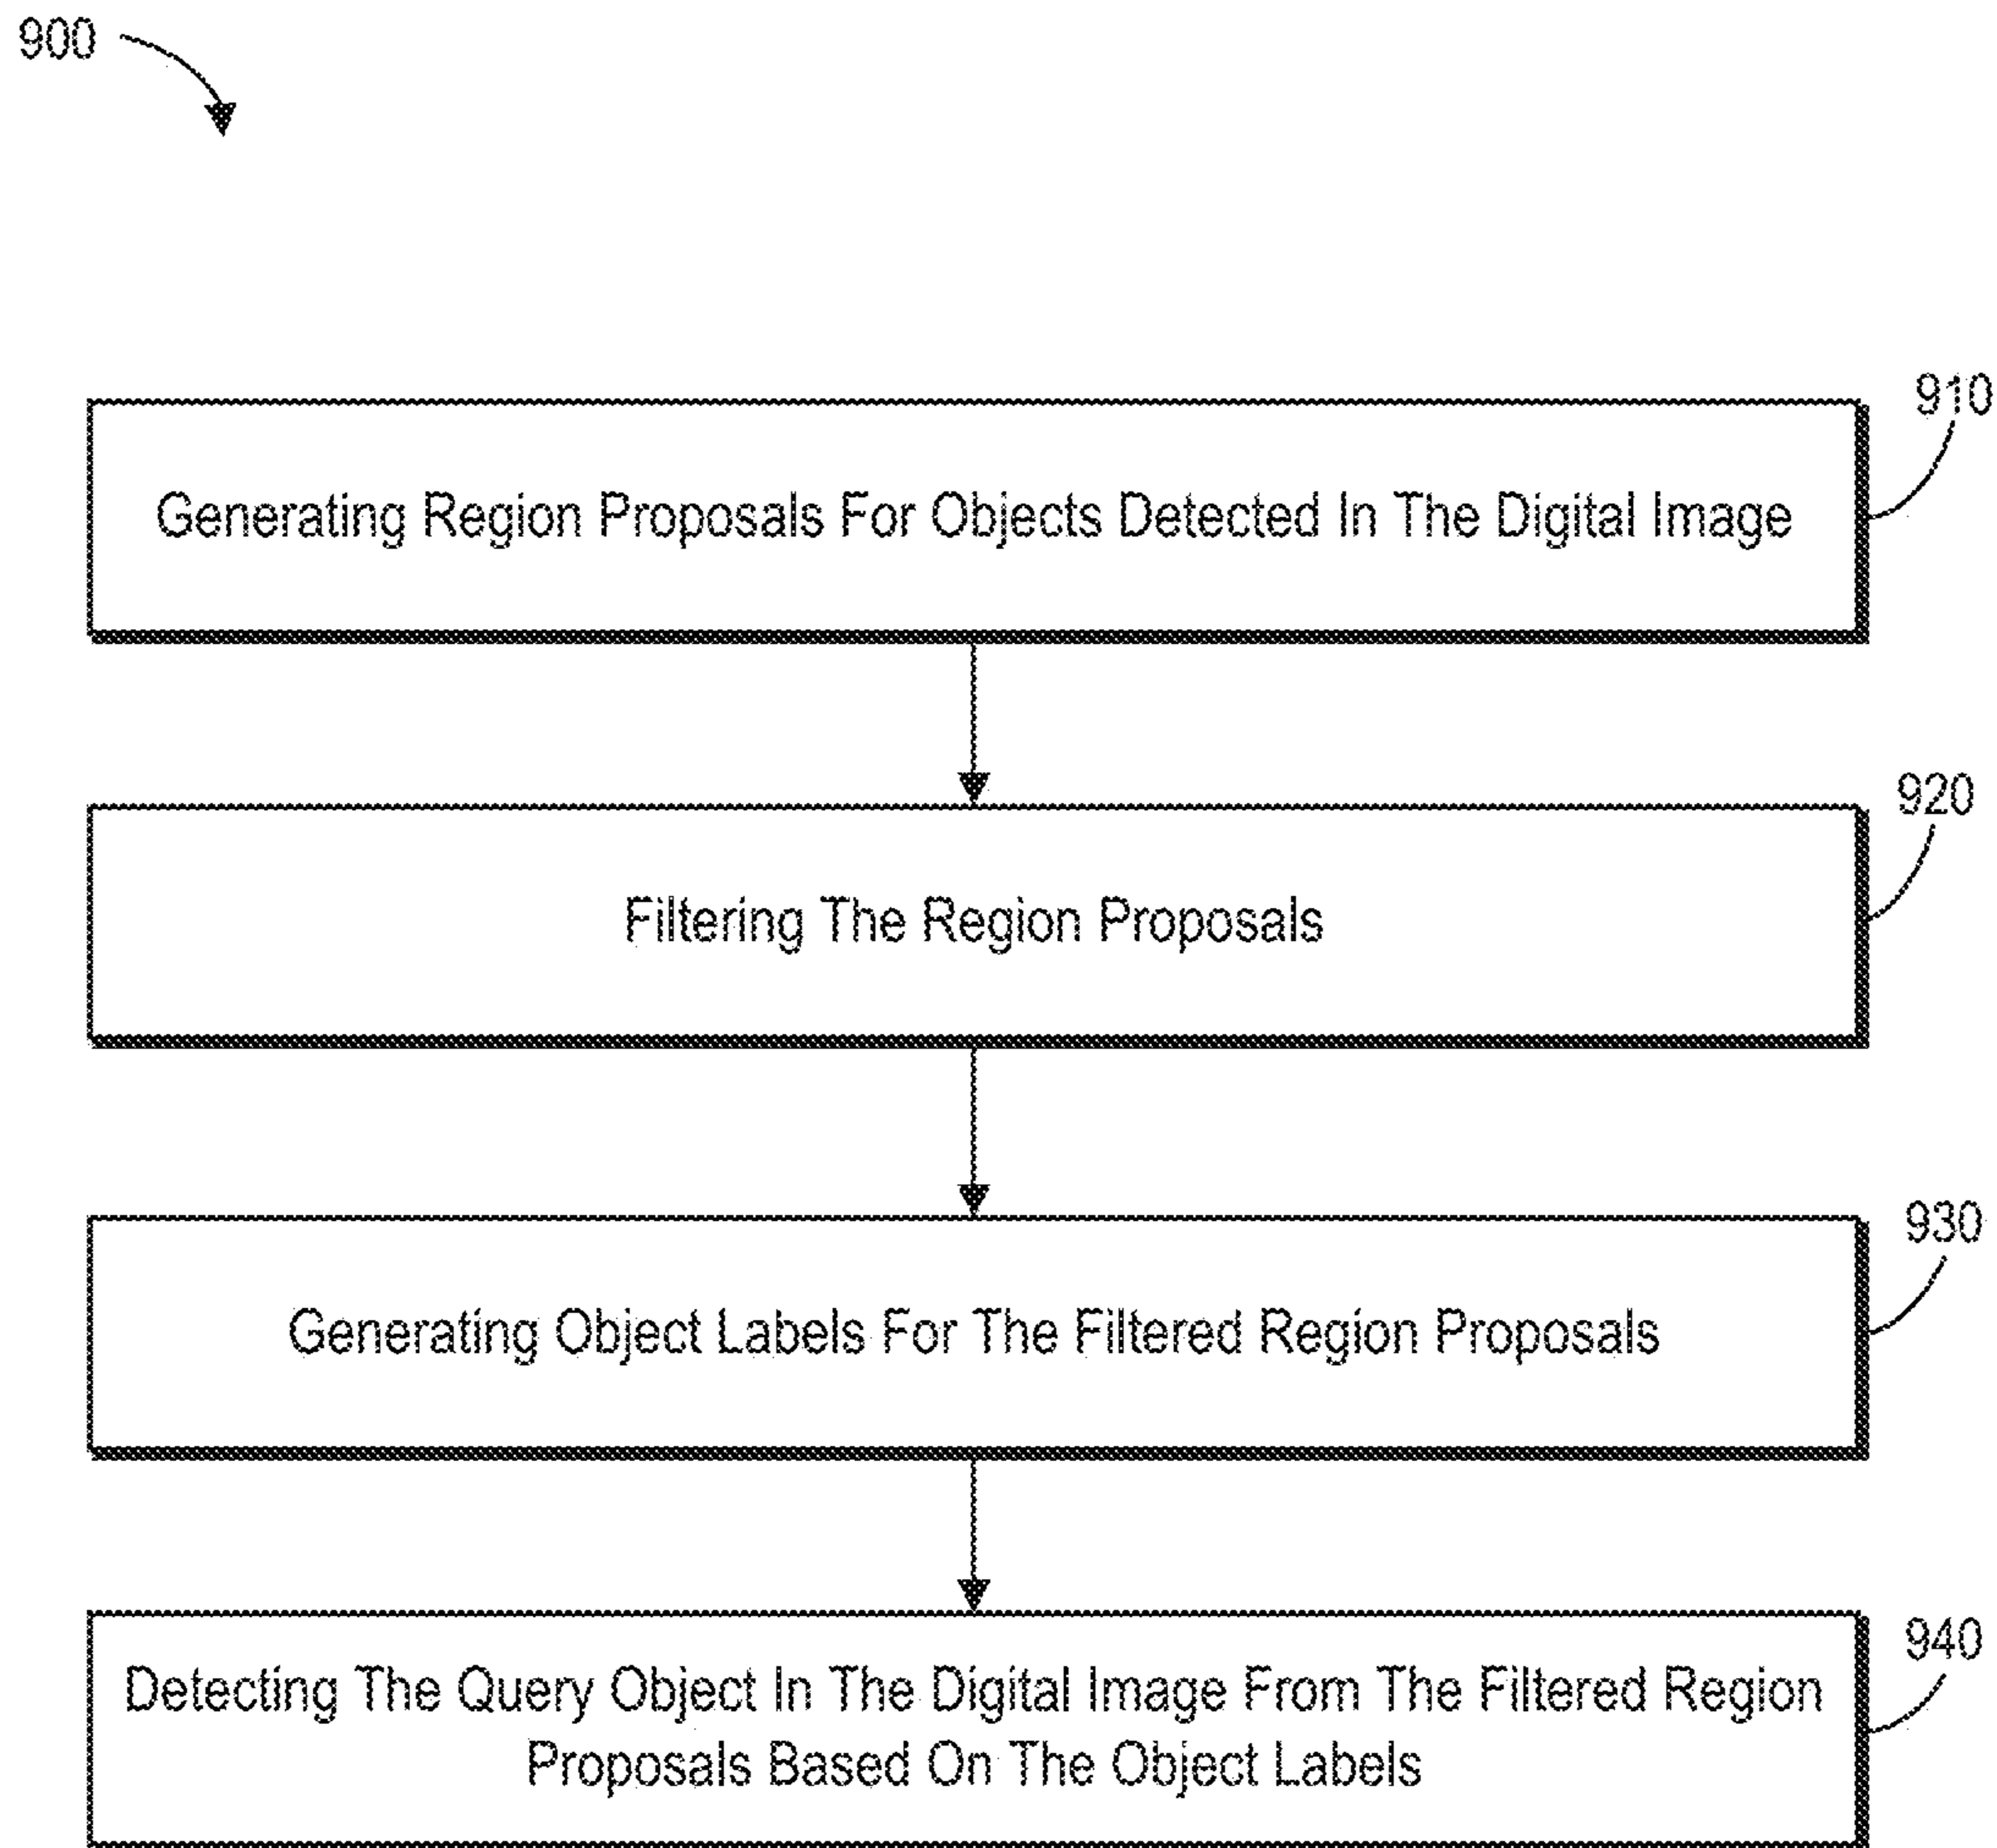 900
910
Generating Region Proposals For Objects Detected In The Digital Image
920
Filtering The Region Proposals
930
Generating Object Labels For The Filtered Region Proposals
940
Detecting The Query Object In The Digital Image From The Filtered Region
Proposals Based On The Object Labels